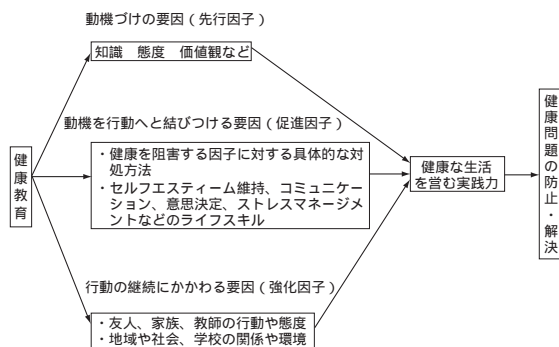 動機づけの要因(先行因子)
知識 態度 価値観など
動機を行動へと結びつける要因(促進因子)
健康教育
・健康を阻害する因子に対する具体的な対
処方法
・セルフエスティーム維持、コミュニケー
ション、意思決定、ストレスマネージメ
ントなどのライフスキル
健康な生活
を営む実践力
健康問題の防止・解決
行動の継続にかかわる要因(強化因子)
・友人、家族、教師の行動や態度
・地域や社会、学校の関係や環境